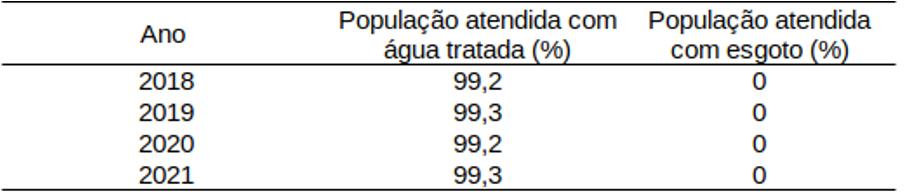 Ano População atendida com água tratada (%) População atendida com esgoto (%)
2018 99,2 0
2019 99,3 0
2020 99,2 0
2021 99,3 0